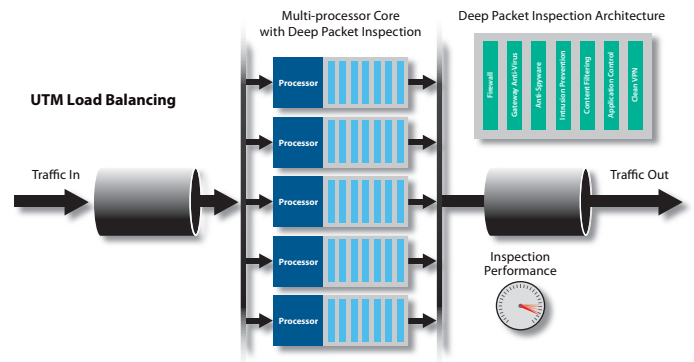 Multi-processor Core
with Deep Packet Inspection
Deep Packet Inspection Architecture
Firewall
Gateway Anti-Virus
Anti-Spyware
Intrusion Prevention
Content Filtering
Application Control
Clean VPN
UTM Load Balancing
Traffic In
Processor
Processor
Processor
Processor
Processor
Traffic Out
Inspection
Performance